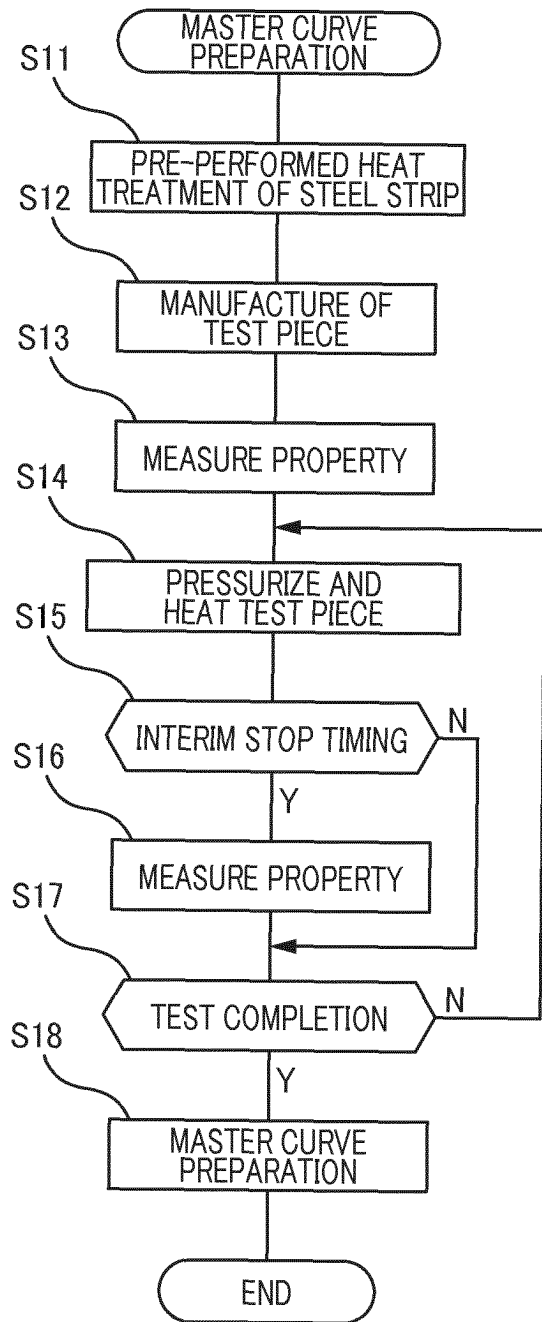 MASTER CURVE
PREPARATION
S11
PRE-PERFORMED HEAT
TREATMENT OF STEEL STRIP
S12
MANUFACTURE OF
TEST PIECE
S13
MEASURE PROPERTY
S14
PRESSURIZE AND
HEAT TEST PIECE
S15
INTERIM STOP TIMING
N
Y
S16
MEASURE PROPERTY
S17
TEST COMPLETION
N
Y
S18
MASTER CURVE
PREPARATION
END